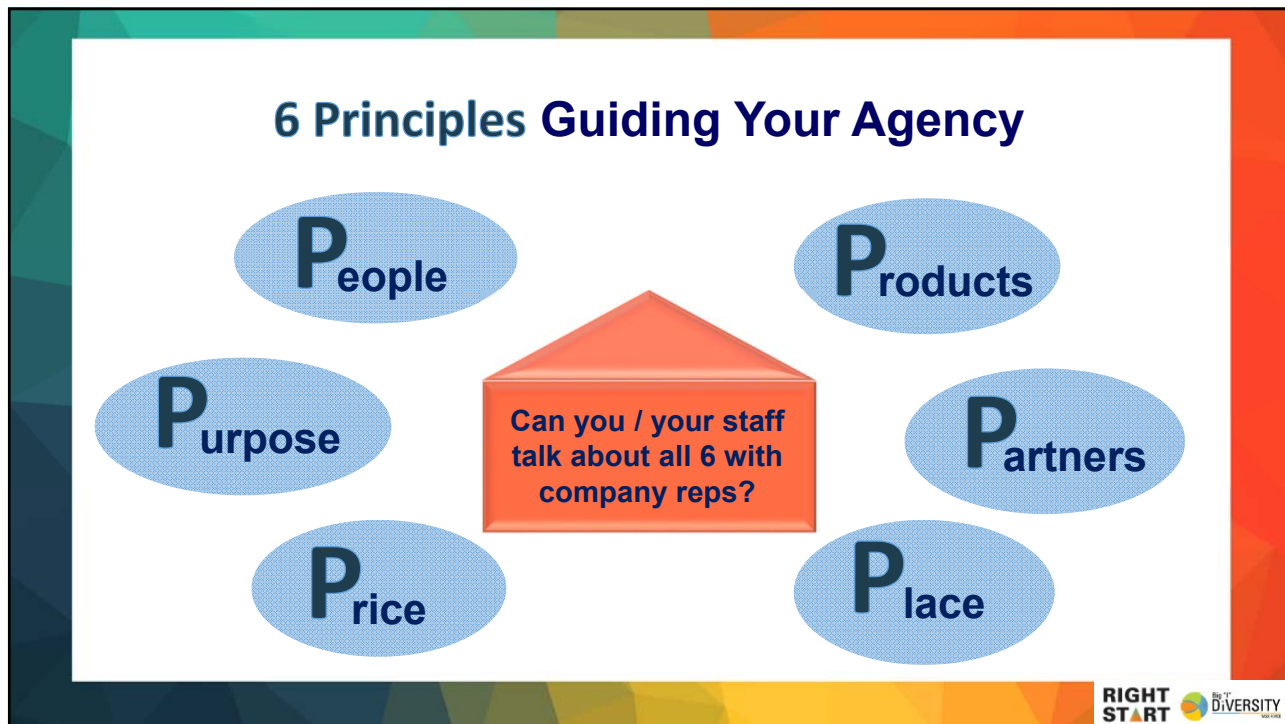 6 Principles Guiding Your Agency
People
Products
Can you / your staff
talk about all 6 with
company reps?
Purpose
Partners
Price
Place
RIGHT
START
Big "I"
DiVERSITY